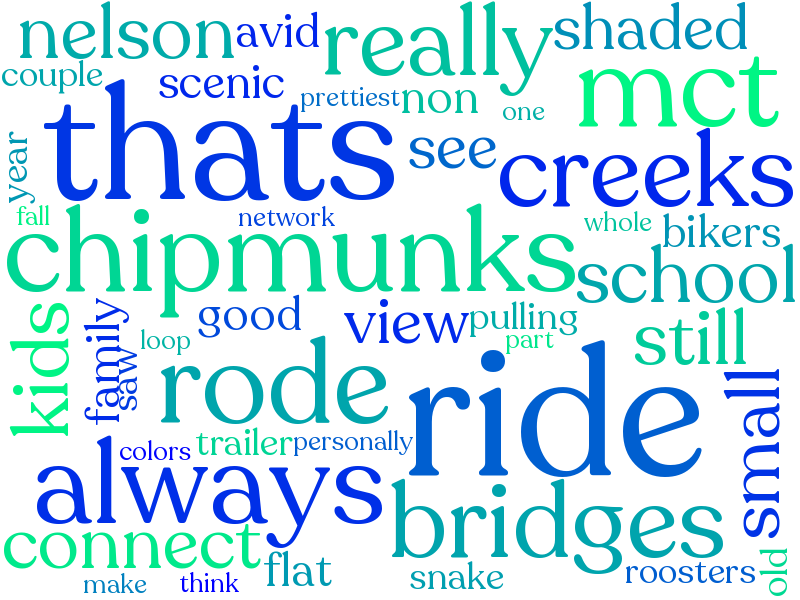 nelson avid really shaded
couple scenic prettiest non one mct
year thats see creeks
fall network whole bikers
chipmunks school
kids family saw loop good view pulling part still
rode ride small
trailer personally
colors
always bridges
connect flat snake roosters old
make think